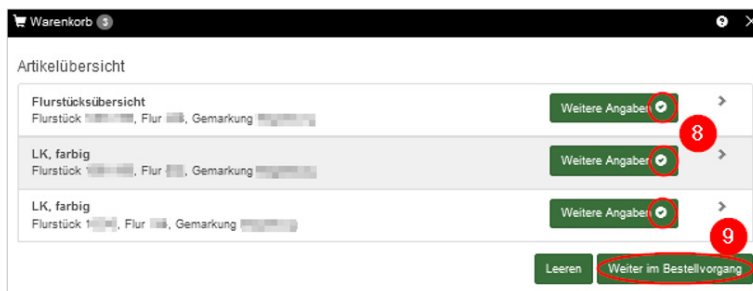 Warenkorb 3
Artikelübersicht
Flurstücksübersicht
Flurstück , Flur , Gemarkung
Weitere Angaben
8
LK, farbig
Flurstück , Flur , Gemarkung
Weitere Angaben
LK, farbig
Flurstück , Flur , Gemarkung
Weitere Angaben
9
Leeren
Weiter im Bestellvorgang